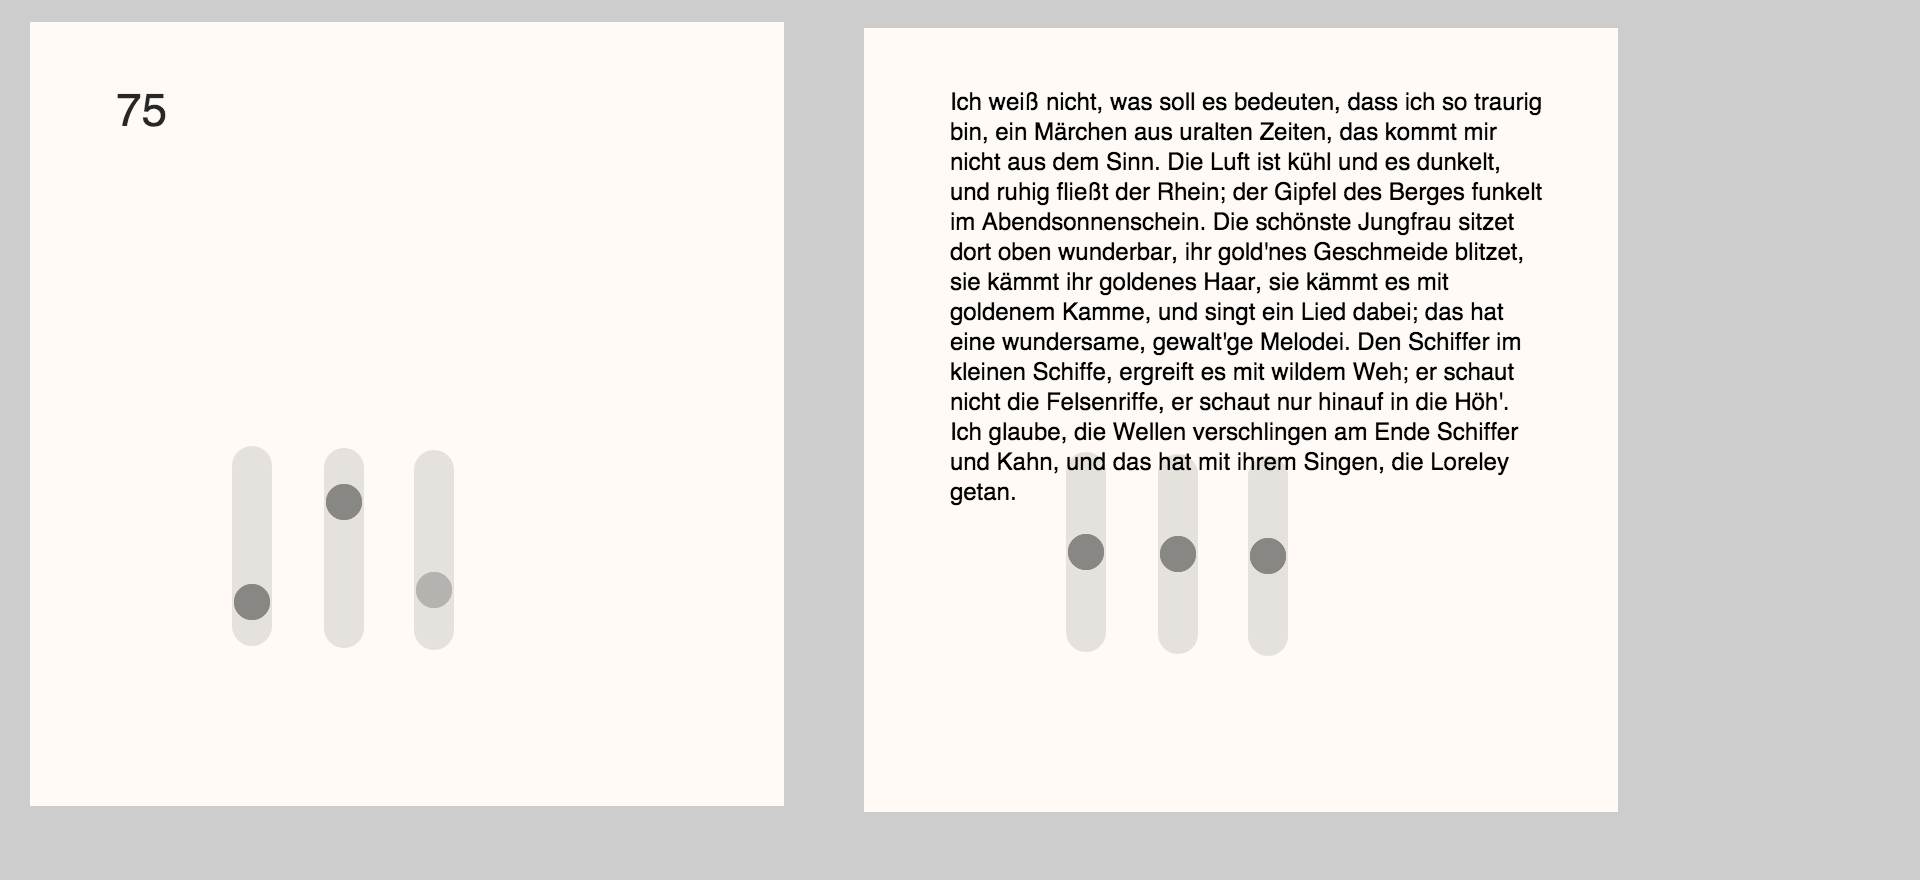 75
Ich weiß nicht, was soll es bedeuten, dass ich so traurig
bin, ein Märchen aus uralten Zeiten, das kommt mir
nicht aus dem Sinn. Die Luft ist kühl und es dunkelt,
und ruhig fließt der Rhein; der Gipfel des Berges funkelt
im Abendsonnenschein. Die schönste Jungfrau sitzet
dort oben wunderbar, ihr gold'nes Geschmeide blitzet,
sie kämmt ihr goldenes Haar, sie kämmt es mit
goldenem Kamme, und singt ein Lied dabei; das hat
eine wundersame, gewalt'ge Melodei. Den Schiffer im
kleinen Schiffe, ergreift es mit wildem Weh; er schaut
nicht die Felsenriffe, er schaut nur hinauf in die Höh'.
Ich glaube, die Wellen verschlingen am Ende Schiffer
und Kahn, und das hat mit ihrem Singen, die Loreley
getan.